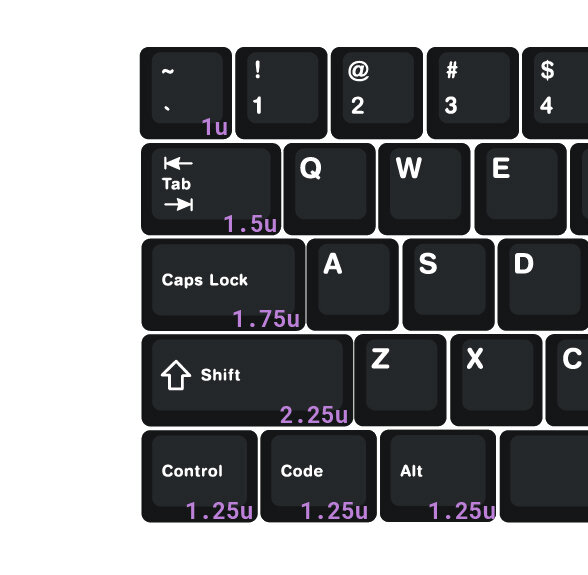 ~ ! @ # $
` 1 2 3 4
1u
Tab Q W E
1.5u
Caps Lock A S D
1.75u
Shift Z X C
2.25u
Control Code Alt
1.25u 1.25u 1.25u